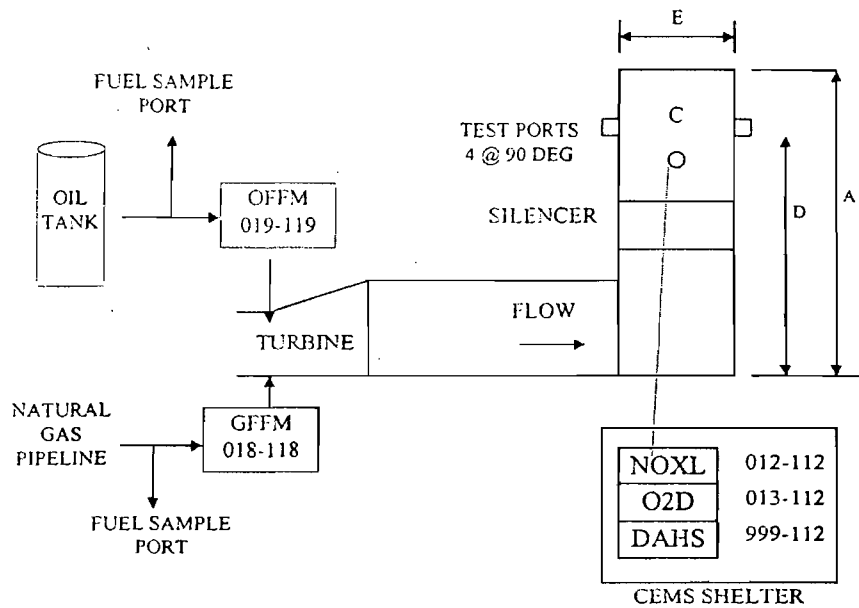 E
FUEL SAMPLE
PORT
C
TEST PORTS
4 @ 90 DEG
OIL
TANK
OFFM
019-119
A
SILENCER
D
FLOW
TURBINE
NATURAL
GAS
PIPELINE
GFFM
018-118
FUEL SAMPLE
PORT
NOXL 012-112
O2D 013-112
DAHS 999-112
CEMS SHELTER